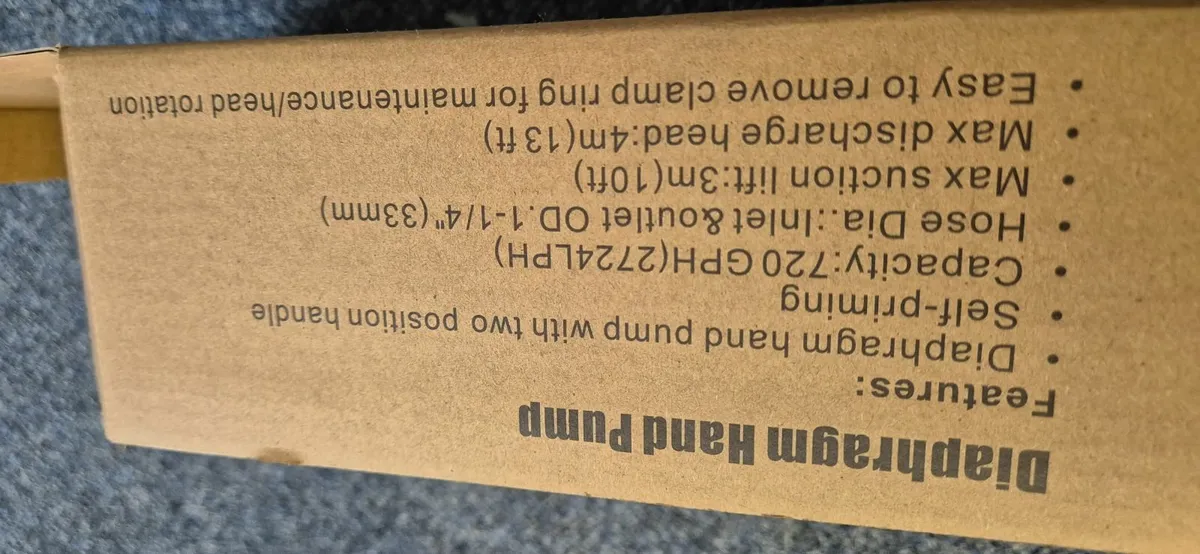 Diaphragm Hand Pump
Features:
• Diaphragm hand pump with two position handle
• Self-priming
• Capacity:720 GPH(2724LPH)
• Hose Dia.:Inlet&outlet OD.1-1/4"(33mm)
• Max suction lift:3m(10ft)
• Max discharge head:4m(13 ft)
• Easy to remove clamp ring for maintenance/head rotation